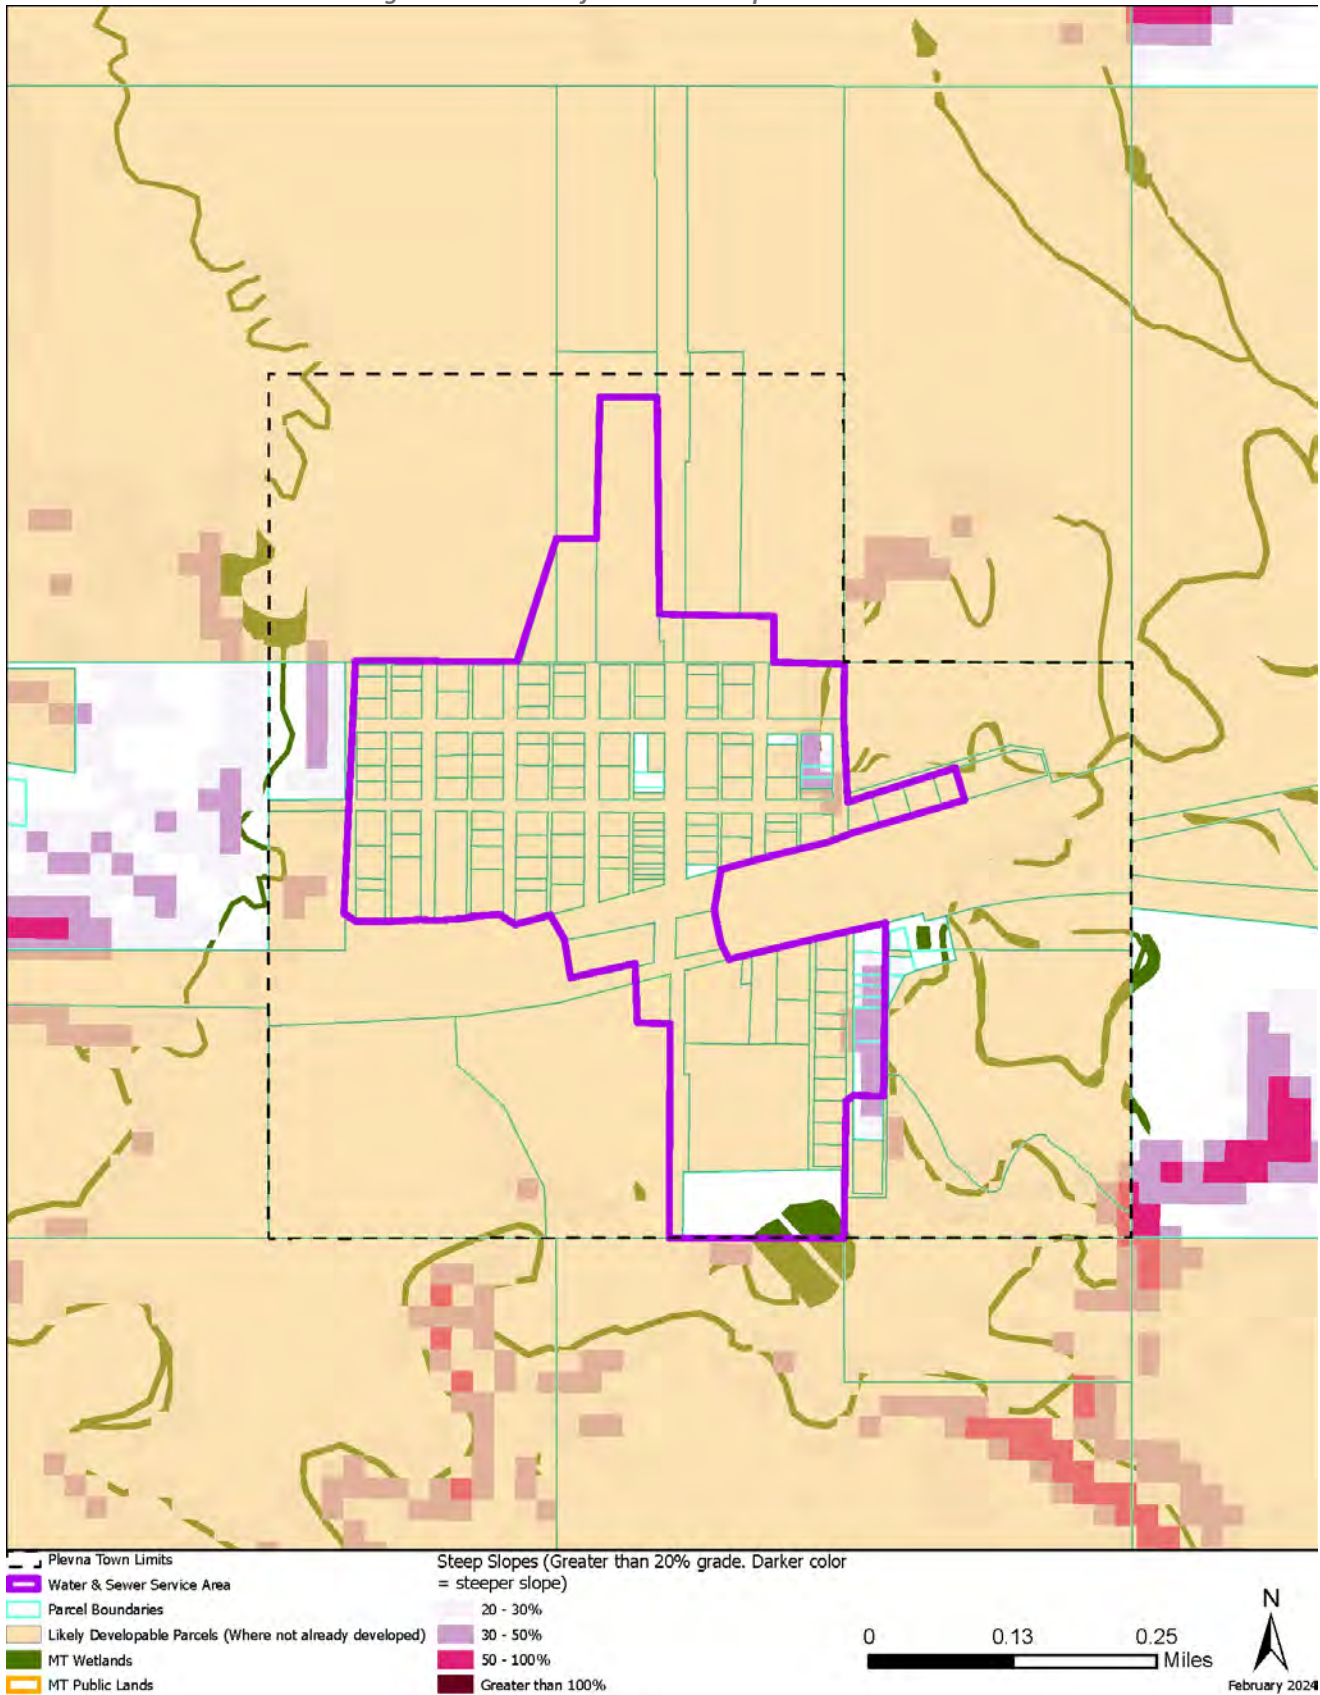 Plevna Town Limits
Water & Sewer Service Area
Parcel Boundaries
Likely Developable Parcels (Where not already developed)
MT Wetlands
MT Public Lands
Steep Slopes (Greater than 20% grade. Darker color
= steeper slope)
20 - 30%
30 - 50%
50 - 100%
Greater than 100%
0 0.13 0.25
Miles
N
February 2024